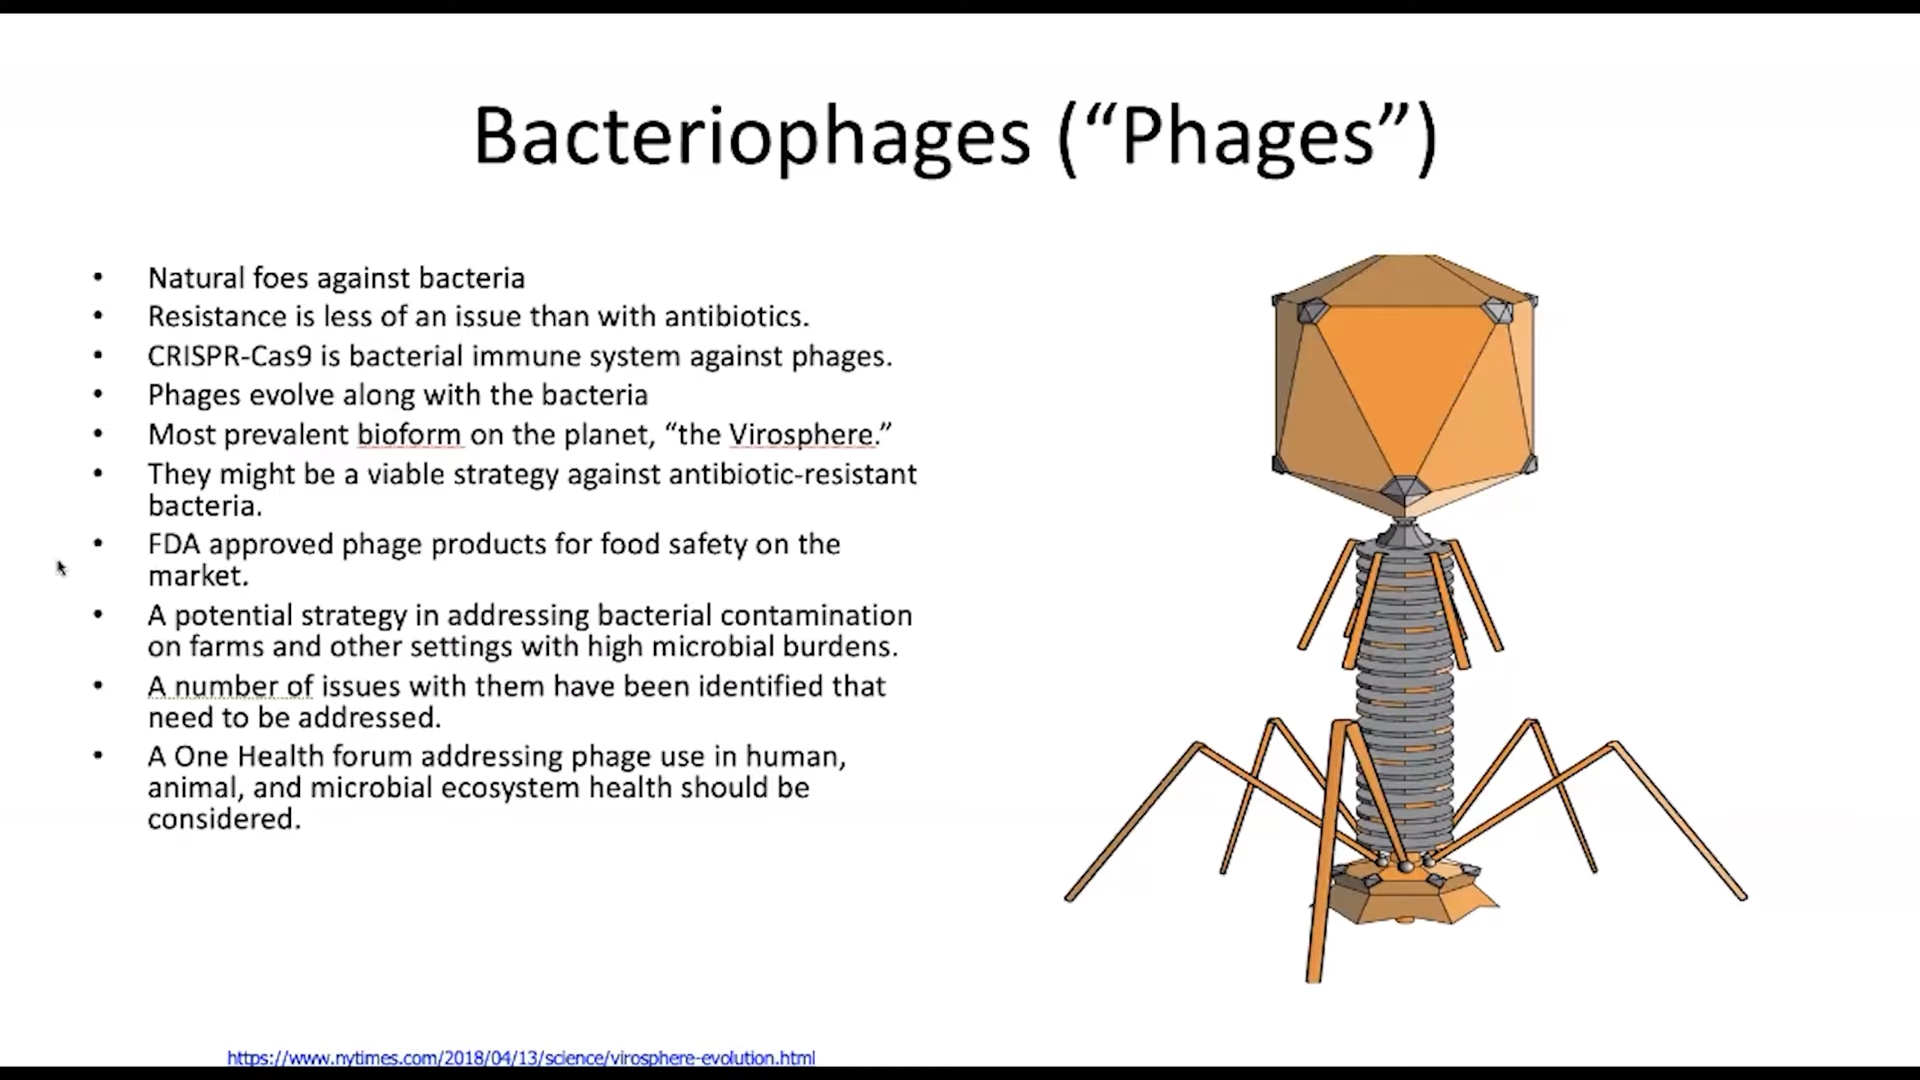 Bacteriophages (“Phages”)
• Natural foes against bacteria
• Resistance is less of an issue than with antibiotics.
• CRISPR-Cas9 is bacterial immune system against phages.
• Phages evolve along with the bacteria
• Most prevalent bioform on the planet, “the Virosphere.”
• They might be a viable strategy against antibiotic-resistant
bacteria.
• FDA approved phage products for food safety on the
market.
• A potential strategy in addressing bacterial contamination
on farms and other settings with high microbial burdens.
• A number of issues with them have been identified that
need to be addressed.
• A One Health forum addressing phage use in human,
animal, and microbial ecosystem health should be
considered.
https://www.nytimes.com/2018/04/13/science/virosphere-evolution.html